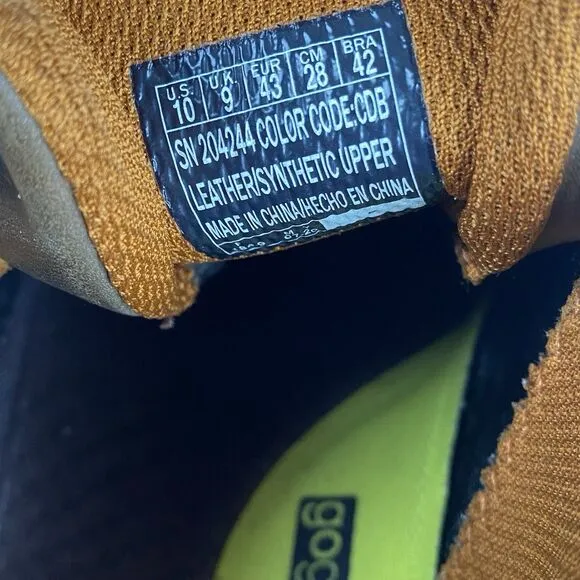 U.S. U.K. EUR CM BRA
10 9 43 28 42
SN 204244 COLOR CODE:CDB
LEATHER/SYNTHETIC UPPER
MADE IN CHINA/HECHO EN CHINA
gog